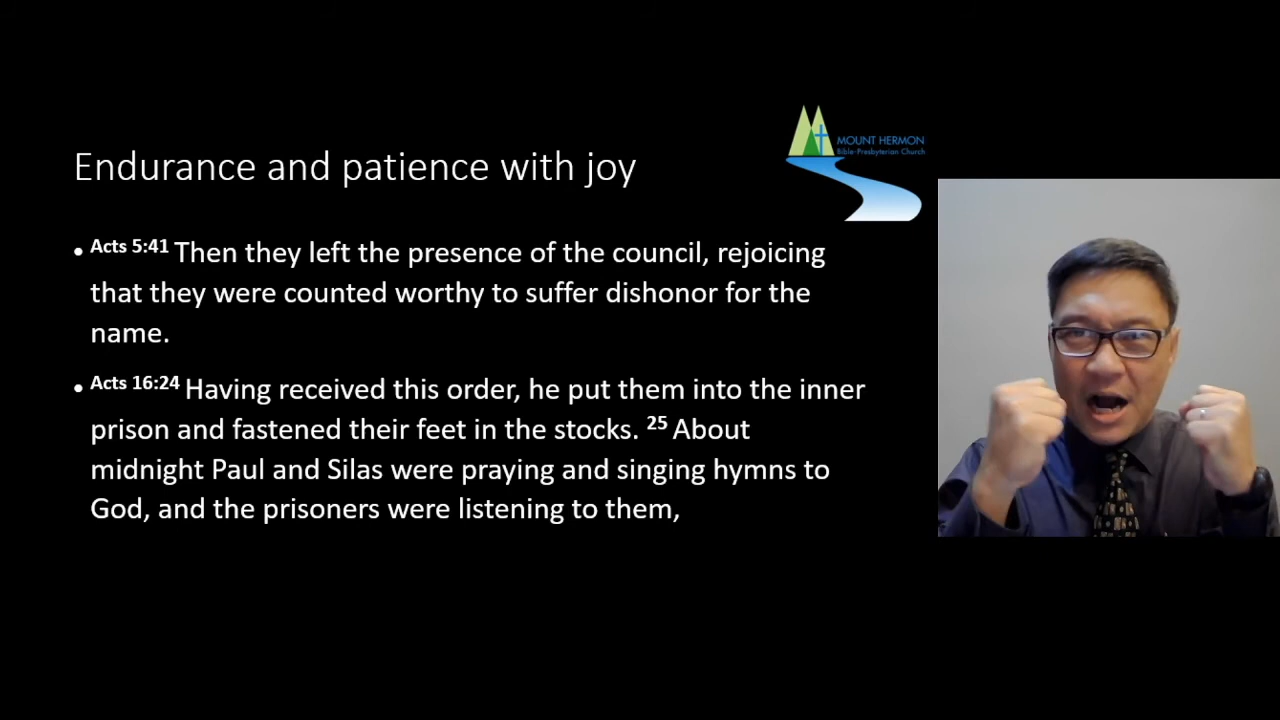 MOUNT HERMON
Bible-Presbyterian Church
Endurance and patience with joy
• Acts 5:41 Then they left the presence of the council, rejoicing
that they were counted worthy to suffer dishonor for the
name.
• Acts 16:24 Having received this order, he put them into the inner
prison and fastened their feet in the stocks. 25 About
midnight Paul and Silas were praying and singing hymns to
God, and the prisoners were listening to them,